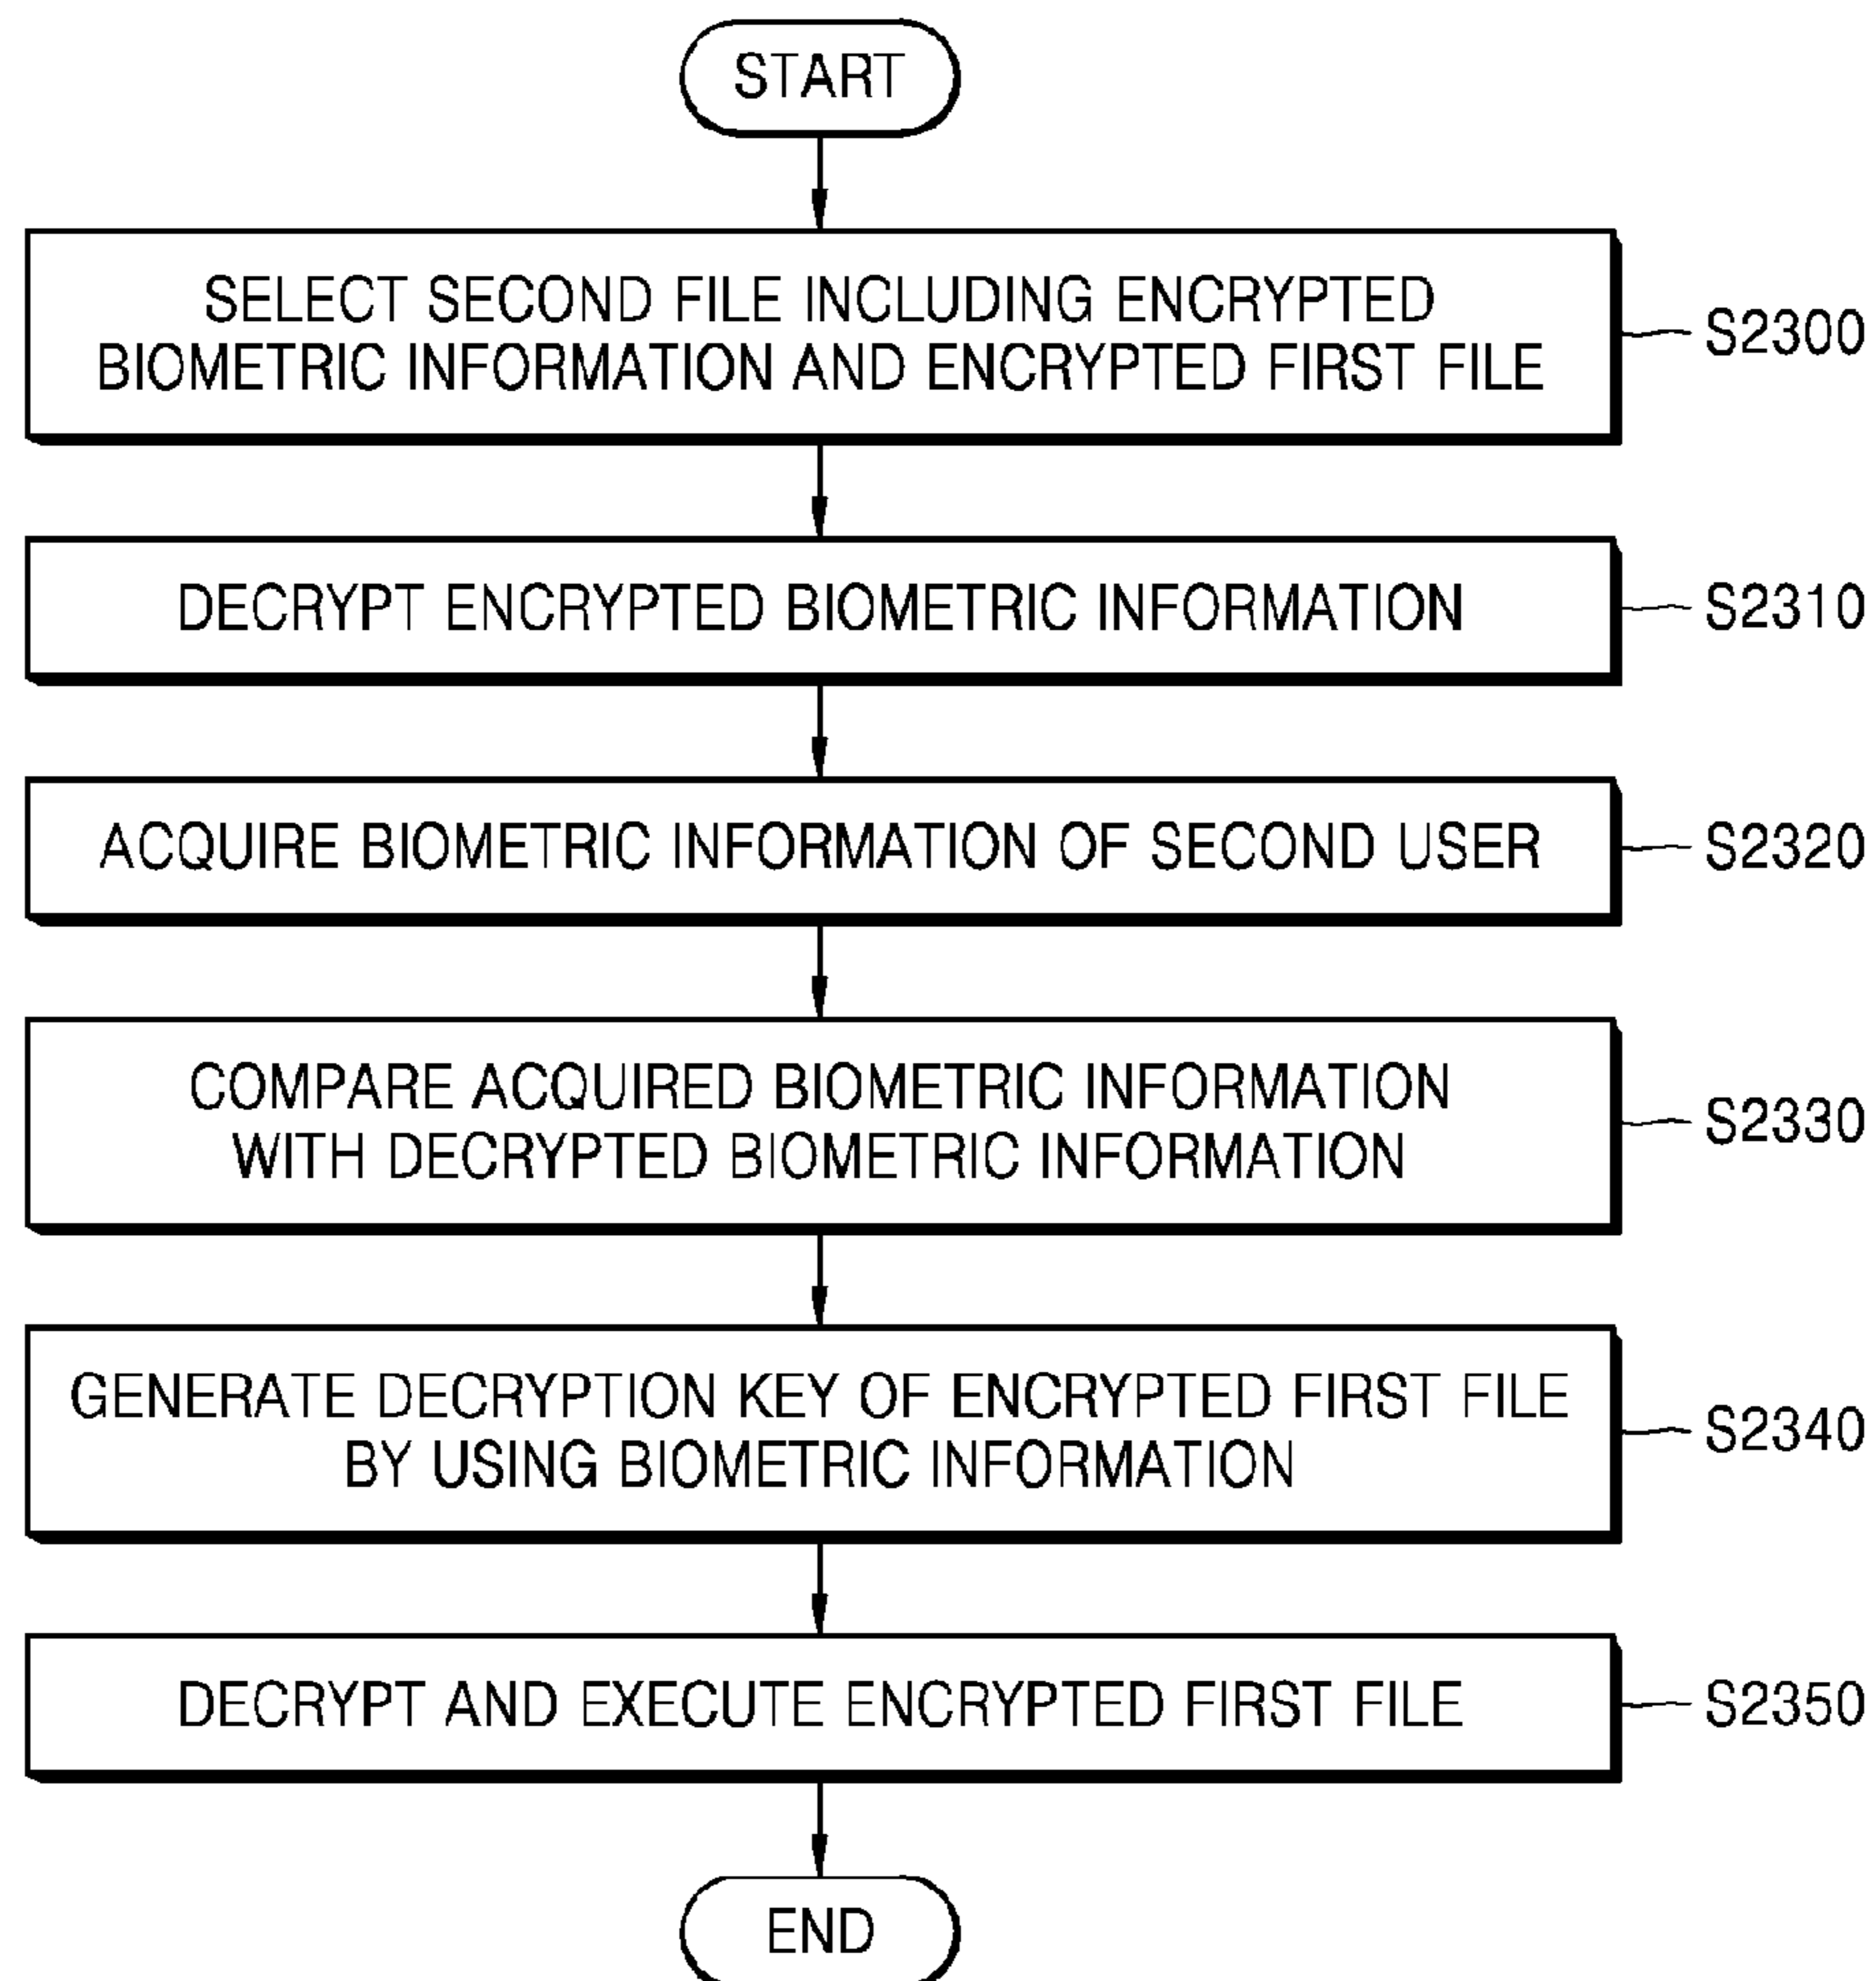 START
SELECT SECOND FILE INCLUDING ENCRYPTED
BIOMETRIC INFORMATION AND ENCRYPTED FIRST FILE
S2300
DECRYPT ENCRYPTED BIOMETRIC INFORMATION
S2310
ACQUIRE BIOMETRIC INFORMATION OF SECOND USER
S2320
COMPARE ACQUIRED BIOMETRIC INFORMATION
WITH DECRYPTED BIOMETRIC INFORMATION
S2330
GENERATE DECRYPTION KEY OF ENCRYPTED FIRST FILE
BY USING BIOMETRIC INFORMATION
S2340
DECRYPT AND EXECUTE ENCRYPTED FIRST FILE
S2350
END